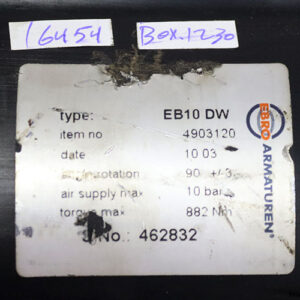 16454
Box.1230
type: EB10 DW
item no 4903120
date 10 03
rotation 90 +/-3
air supply max 10 bar
torque max 882 Nm
S/No.: 462832
EBRO ARMATUREN